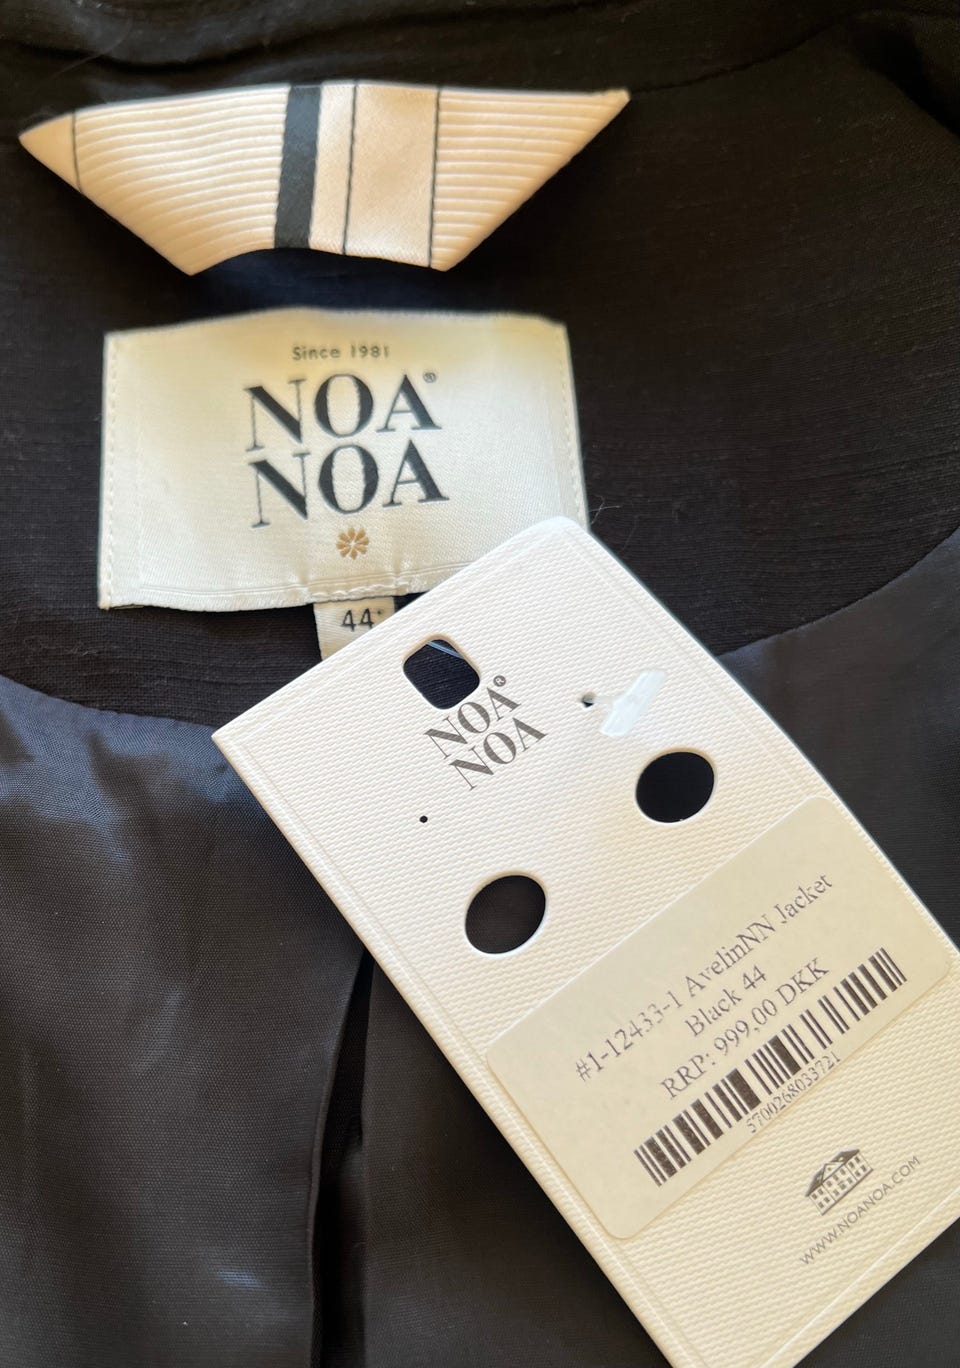 Since 1981
NOA®
NOA
44
NOA®
NOA
#1-12433-1 AvelinNN Jacket
Black 44
RRP: 999,00 DKK
5700268033721
WWW.NOANOA.COM